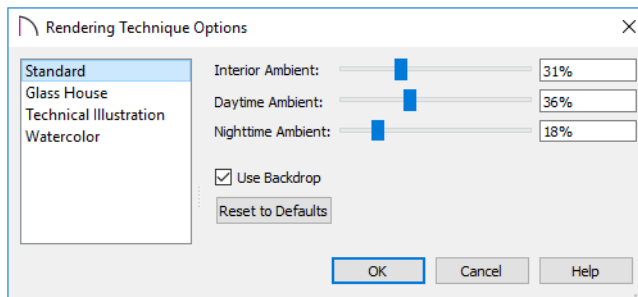 Rendering Technique Options
Standard
Glass House
Technical Illustration
Watercolor
Interior Ambient: 31%
Daytime Ambient: 36%
Nighttime Ambient: 18%
Use Backdrop
Reset to Defaults
OK Cancel Help